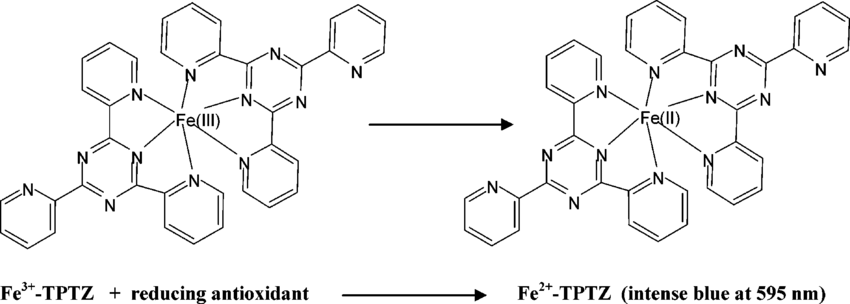 N N N N N N N N N N N N Fe(III)
N N N N N N N N N N N N Fe(II)
Fe³⁺-TPTZ + reducing antioxidant
Fe²⁺-TPTZ (intense blue at 595 nm)